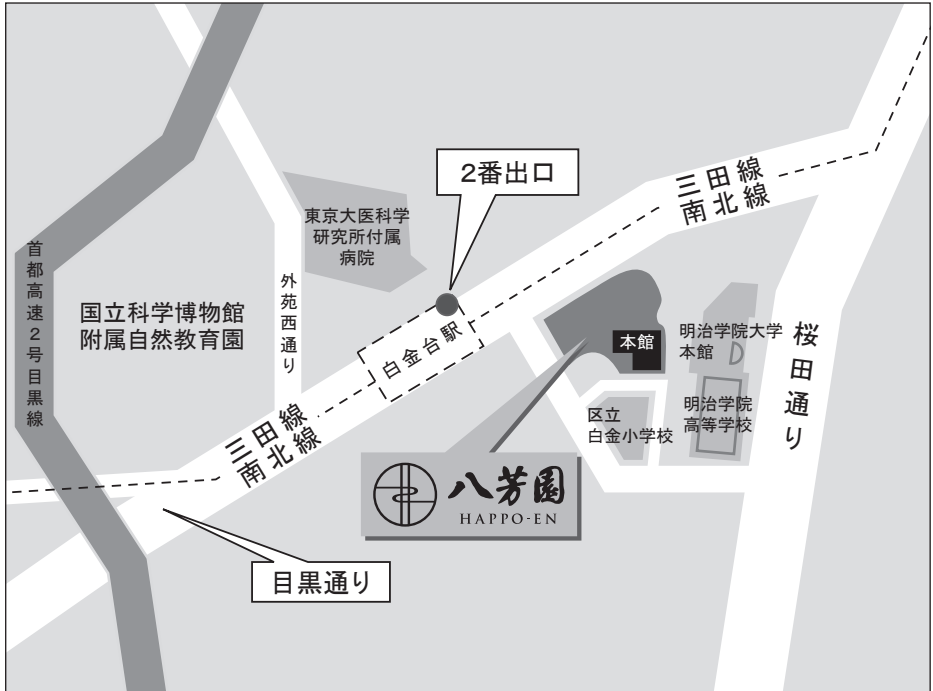 2番出口
三田線
南北線
東京大医科学
研究所付属
病院
首都高速2号目黒線
国立科学博物館
附属自然教育園
外苑西通り
白金台駅
本館
明治学院大学
本館
桜田通り
区立
白金小学校
明治学院
高等学校
三田線
南北線
八芳園
HAPPO-EN
目黒通り